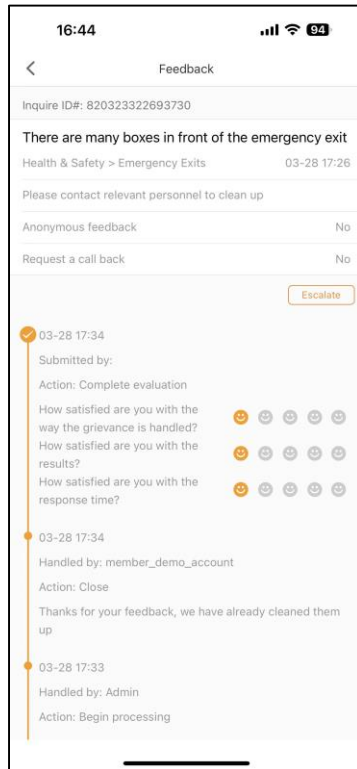 16:44
94
Feedback
Inquire ID#: 820323322693730
There are many boxes in front of the emergency exit
Health & Safety > Emergency Exits 03-28 17:26
Please contact relevant personnel to clean up
Anonymous feedback No
Request a call back No
Escalate
03-28 17:34
Submitted by:
Action: Complete evaluation
How satisfied are you with the
way the grievance is handled?
How satisfied are you with the
results?
How satisfied are you with the
response time?
03-28 17:34
Handled by: member_demo_account
Action: Close
Thanks for your feedback, we have already cleaned them
up
03-28 17:33
Handled by: Admin
Action: Begin processing